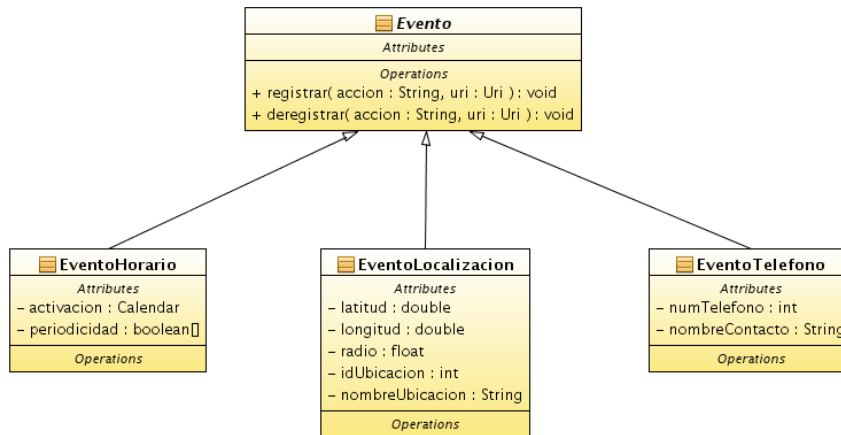 Evento
Attributes
Operations
+ registrar( accion : String, uri : Uri ) : void
+ deregistrar( accion : String, uri : Uri ) : void
EventoHorario
Attributes
– activacion : Calendar
– periodicidad : boolean[]
Operations
EventoLocalizacion
Attributes
– latitud : double
– longitud : double
– radio : float
– idUbicacion : int
– nombreUbicacion : String
Operations
EventoTelefono
Attributes
– numTelefono : int
– nombreContacto : String
Operations